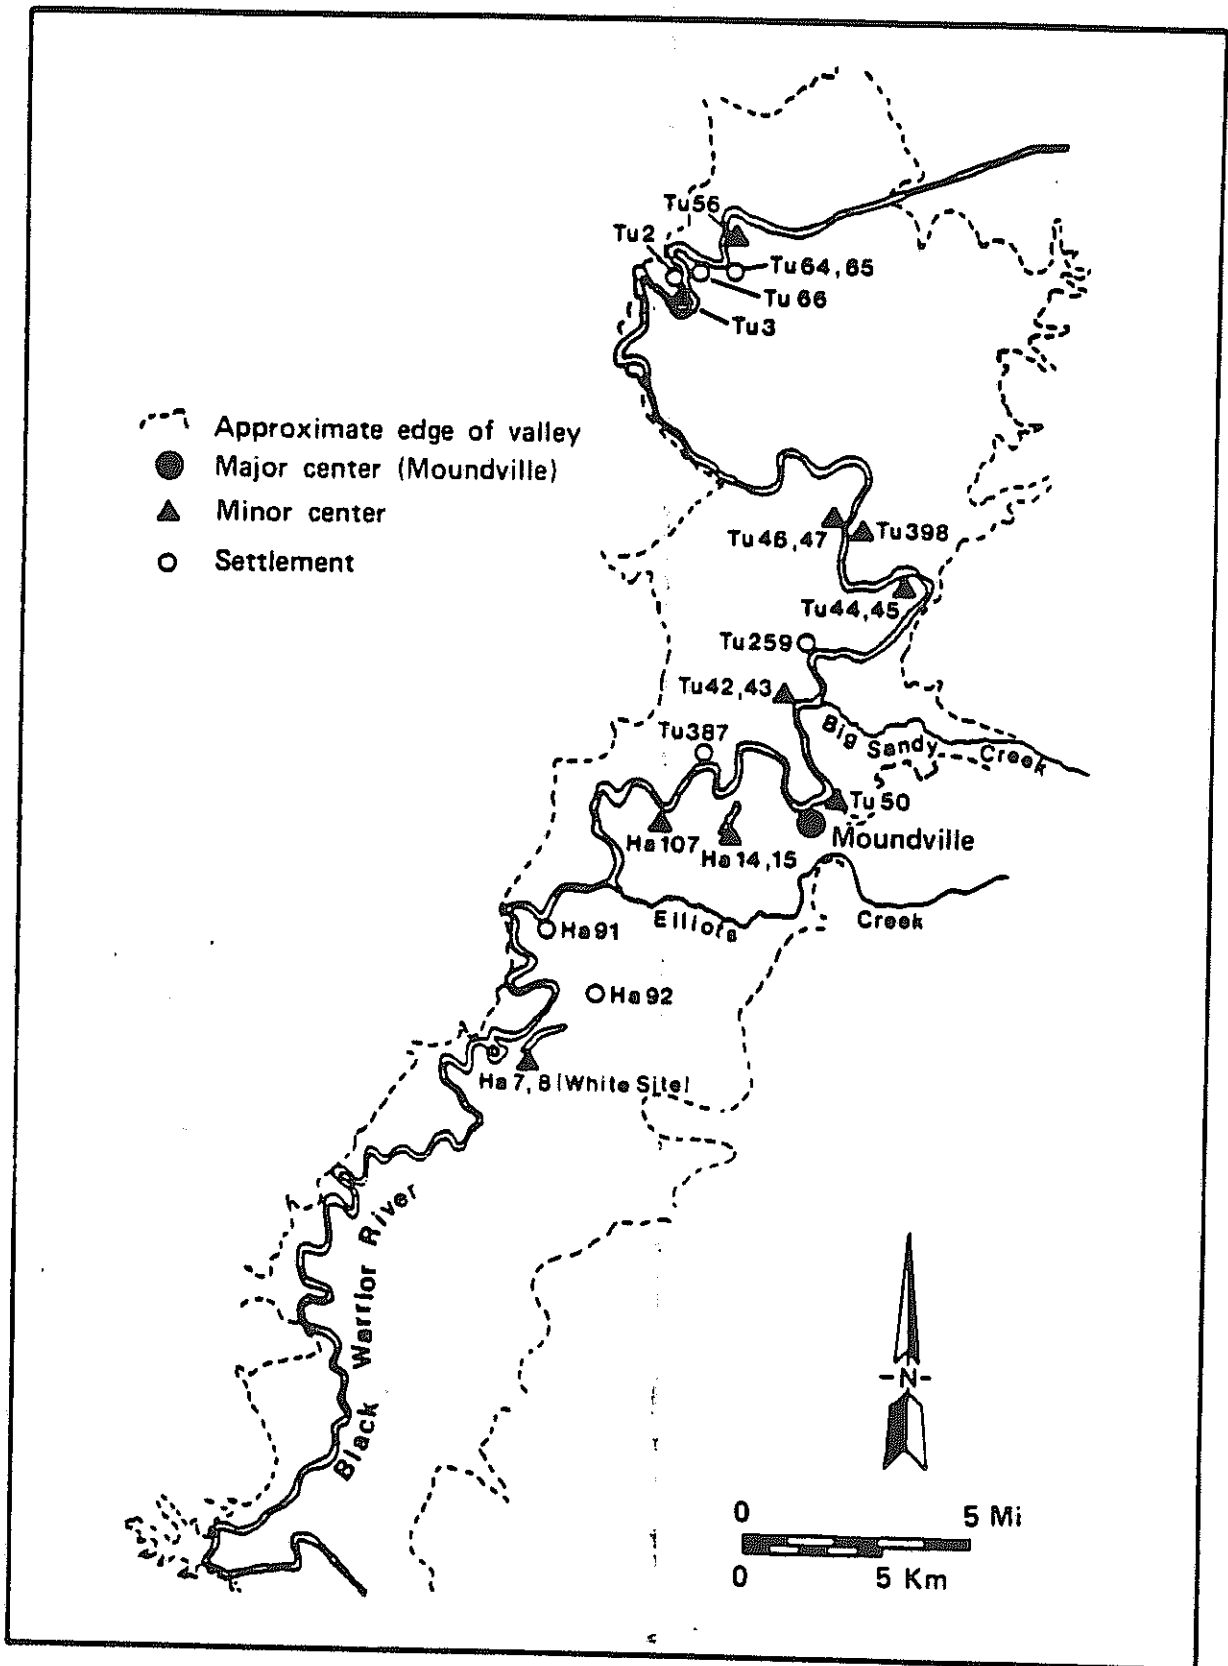 Tu56
Tu2
Tu64,65
Tu 66
Tu3
Approximate edge of valley
Major center (Moundville)
Minor center
Settlement
Tu46,47
Tu398
Tu44,45
Tu259
Tu42,43
Big Sandy Creek
Tu387
Tu50
Moundville
Ha107
Ha14,15
Elliots Creek
Ha91
Ha92
Ha7,8 (White Site)
Black Warrior River
-N-
0 5 Mi
0 5 Km